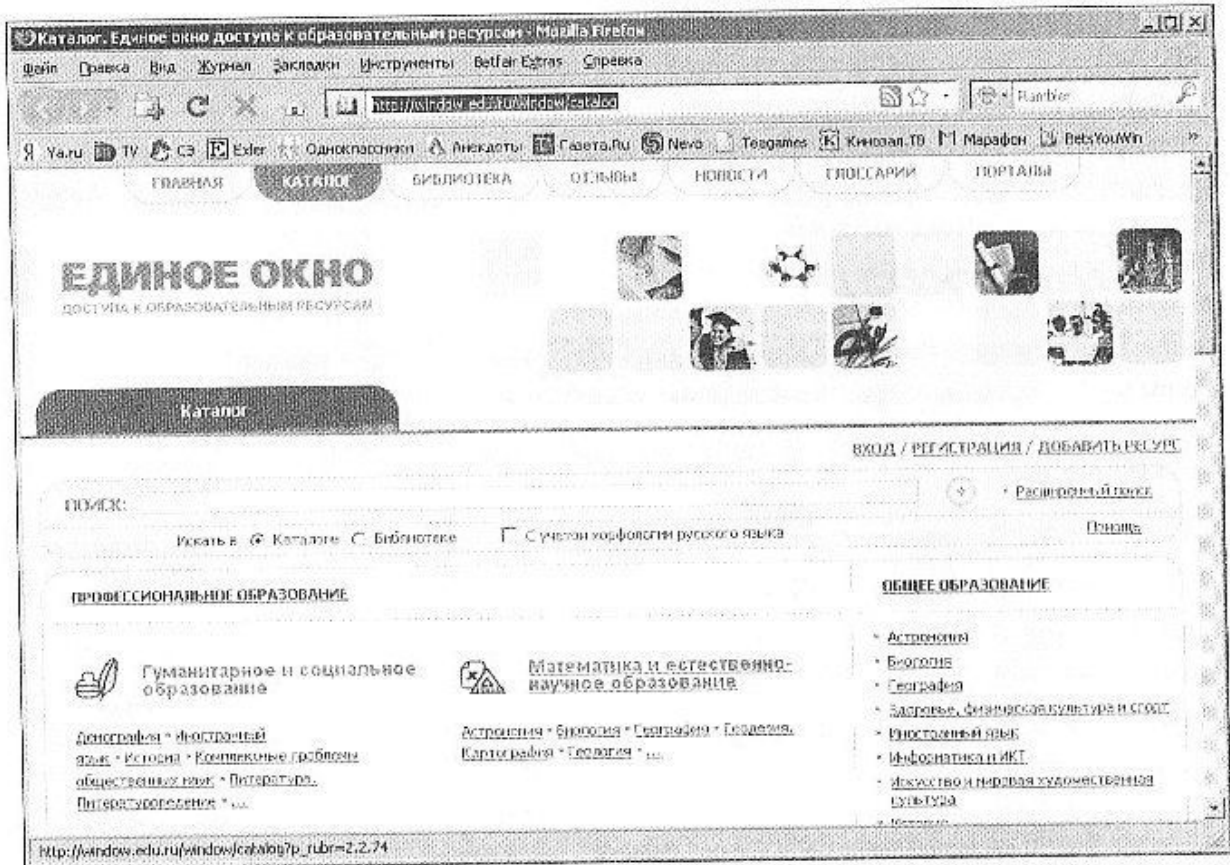 Каталог. Единое окно доступа к образовательным ресурсам - Mozilla Firefox
Файл Правка Вид Журнал Закладки Инструменты Betfair Extras Справка
http://window.edu.ru/window/catalog Rambler
Ya.ru TV СЭ Exler Одноклассники Анекдоты Газета.Ru Nevo Teagames Кинозал.ТВ Марафон BetsYouWin »
ГЛАВНАЯ КАТАЛОГ БИБЛИОТЕКА ОТЗЫВЫ НОВОСТИ ГЛОССАРИЙ ПОРТАЛЫ
ЕДИНОЕ ОКНО
ДОСТУПА К ОБРАЗОВАТЕЛЬНЫМ РЕСУРСАМ
Каталог
ВХОД / РЕГИСТРАЦИЯ / ДОБАВИТЬ РЕСУРС
ПОИСК: Расширенный поиск
Искать в Каталоге Библиотеке С учетом морфологии русского языка Помощь
ПРОФЕССИОНАЛЬНОЕ ОБРАЗОВАНИЕ
Гуманитарное и социальное
образование
Демография • Иностранный
язык • История • Комплексные проблемы
общественных наук • Литература.
Литературоведение • ...
Математика и естественно-
научное образование
Астрономия • Биология • География • Геодезия.
Картография • Геология • ...
ОБЩЕЕ ОБРАЗОВАНИЕ
• Астрономия
• Биология
• География
• Здоровье, физическая культура и спорт
• Иностранный язык
• Информатика и ИКТ
• Искусство и мировая художественная
культура
• История
http://window.edu.ru/window/catalog?p_rubr=2.2.74